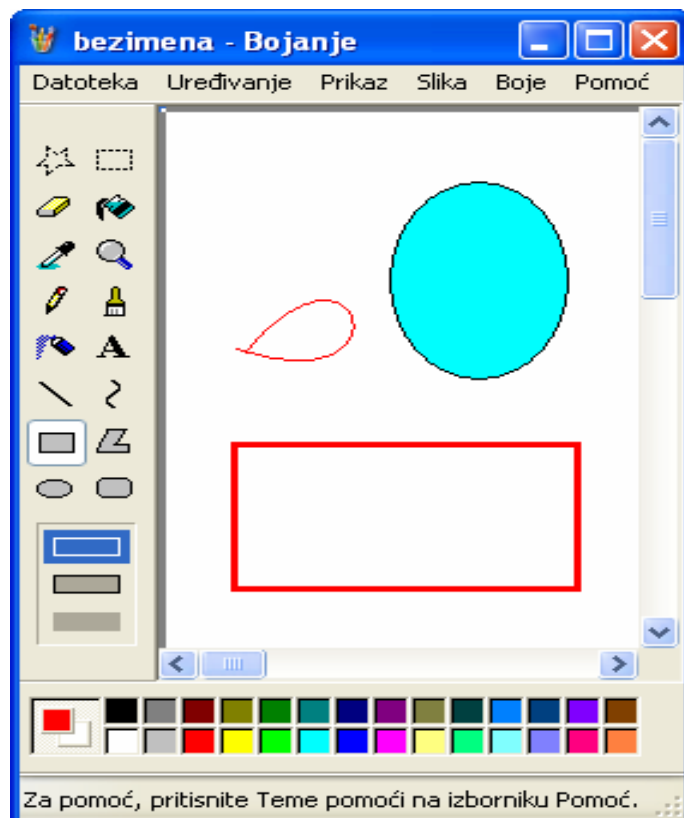 bezimena - Bojanje
Datoteka Uređivanje Prikaz Slika Boje Pomoć
A
Za pomoć, pritisnite Teme pomoći na izborniku Pomoć.